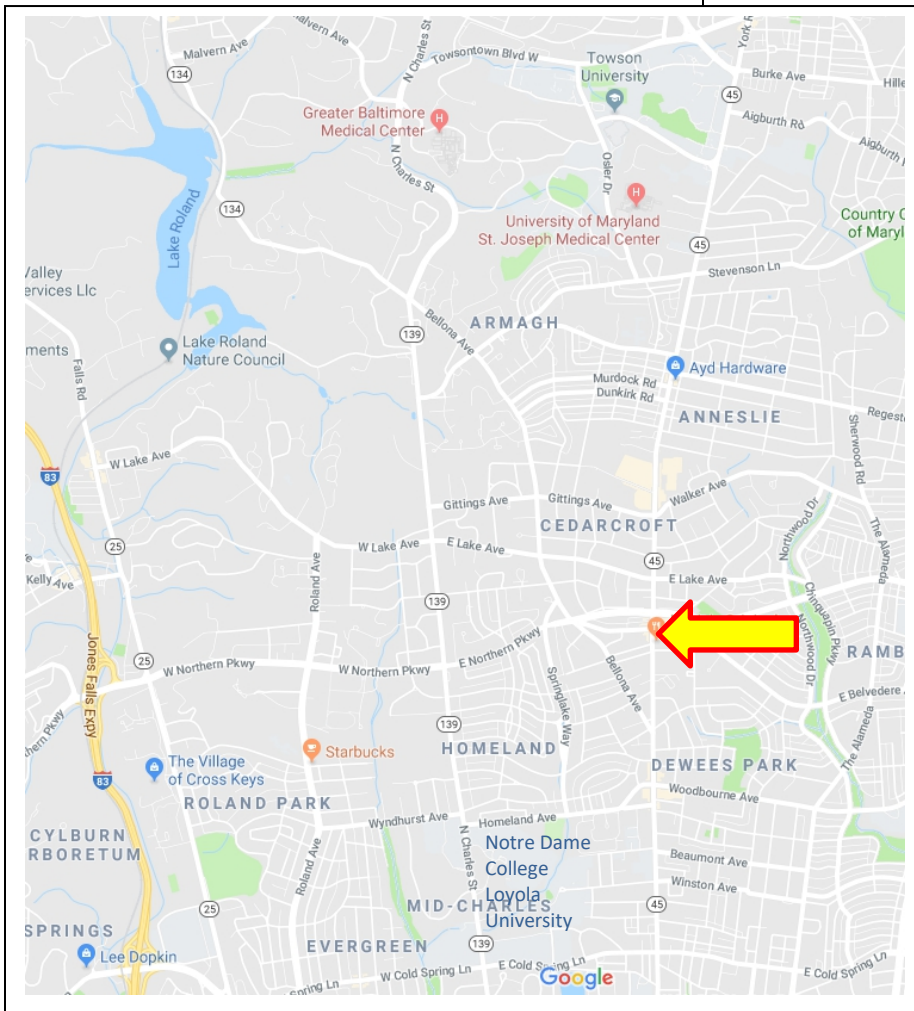 Malvern Ave
Malvern Ave
134
N Charles St
Towsontown Blvd W
Towson
University
York R
45
Burke Ave
Hille
Greater Baltimore
Medical Center
H
Aigburth Rd
Aigburth
N Charles St
Osler Dr
134
H
University of Maryland
St. Joseph Medical Center
45
Country C
of Maryl
Lake Roland
Stevenson Ln
Valley
ervices Llc
Bellona Ave
ARMAGH
139
Lake Roland
Nature Council
ments
Falls Rd
Ayd Hardware
Murdock Rd
Dunkirk Rd
ANNESLIE
Regest
Sherwood Rd
W Lake Ave
83
Gittings Ave
Gittings Ave
Walker Ave
CEDARCROFT
Northwood Dr
The Alameda
25
W Lake Ave
E Lake Ave
45
E Lake Ave
Kelly Ave
Roland Ave
139
Chinquapin Pkwy
Northwood Dr
Jones Falls Expy
25
W Northern Pkwy
W Northern Pkwy
E Northern Pkwy
Bellona Ave
RAMB
thern Pkwy
Springlake Way
E Belvedere
139
HOMELAND
Starbucks
The Alameda
The Village
of Cross Keys
83
DEWEES PARK
ROLAND PARK
Woodbourne Ave
Wyndhurst Ave
Homeland Ave
CYLBURN
RBORETUM
N Charles St
Notre Dame
College
Loyola
University
Beaumont Ave
Roland Ave
Winston Ave
25
MID-CHARLES
45
SPRINGS
EVERGREEN
139
Lee Dopkin
W Cold Spring Ln
E Cold Spring Ln
Google
E Cold Spring Ln
pring Ln